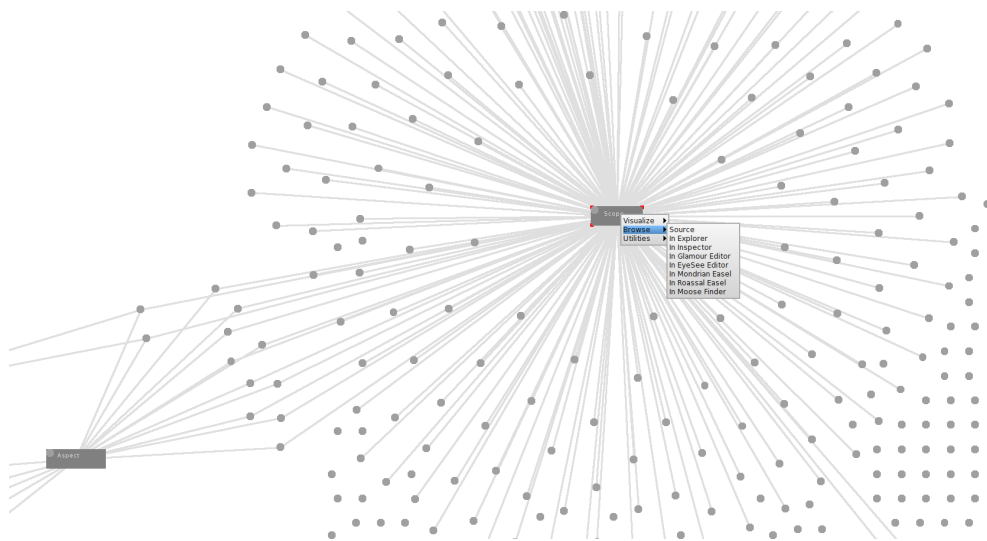 Scope
Visualize
Browse
Utilities
Source
In Explorer
In Inspector
In Glamour Editor
In EyeSee Editor
In Mondrian Easel
In Roassal Easel
In Moose Finder
Aspect